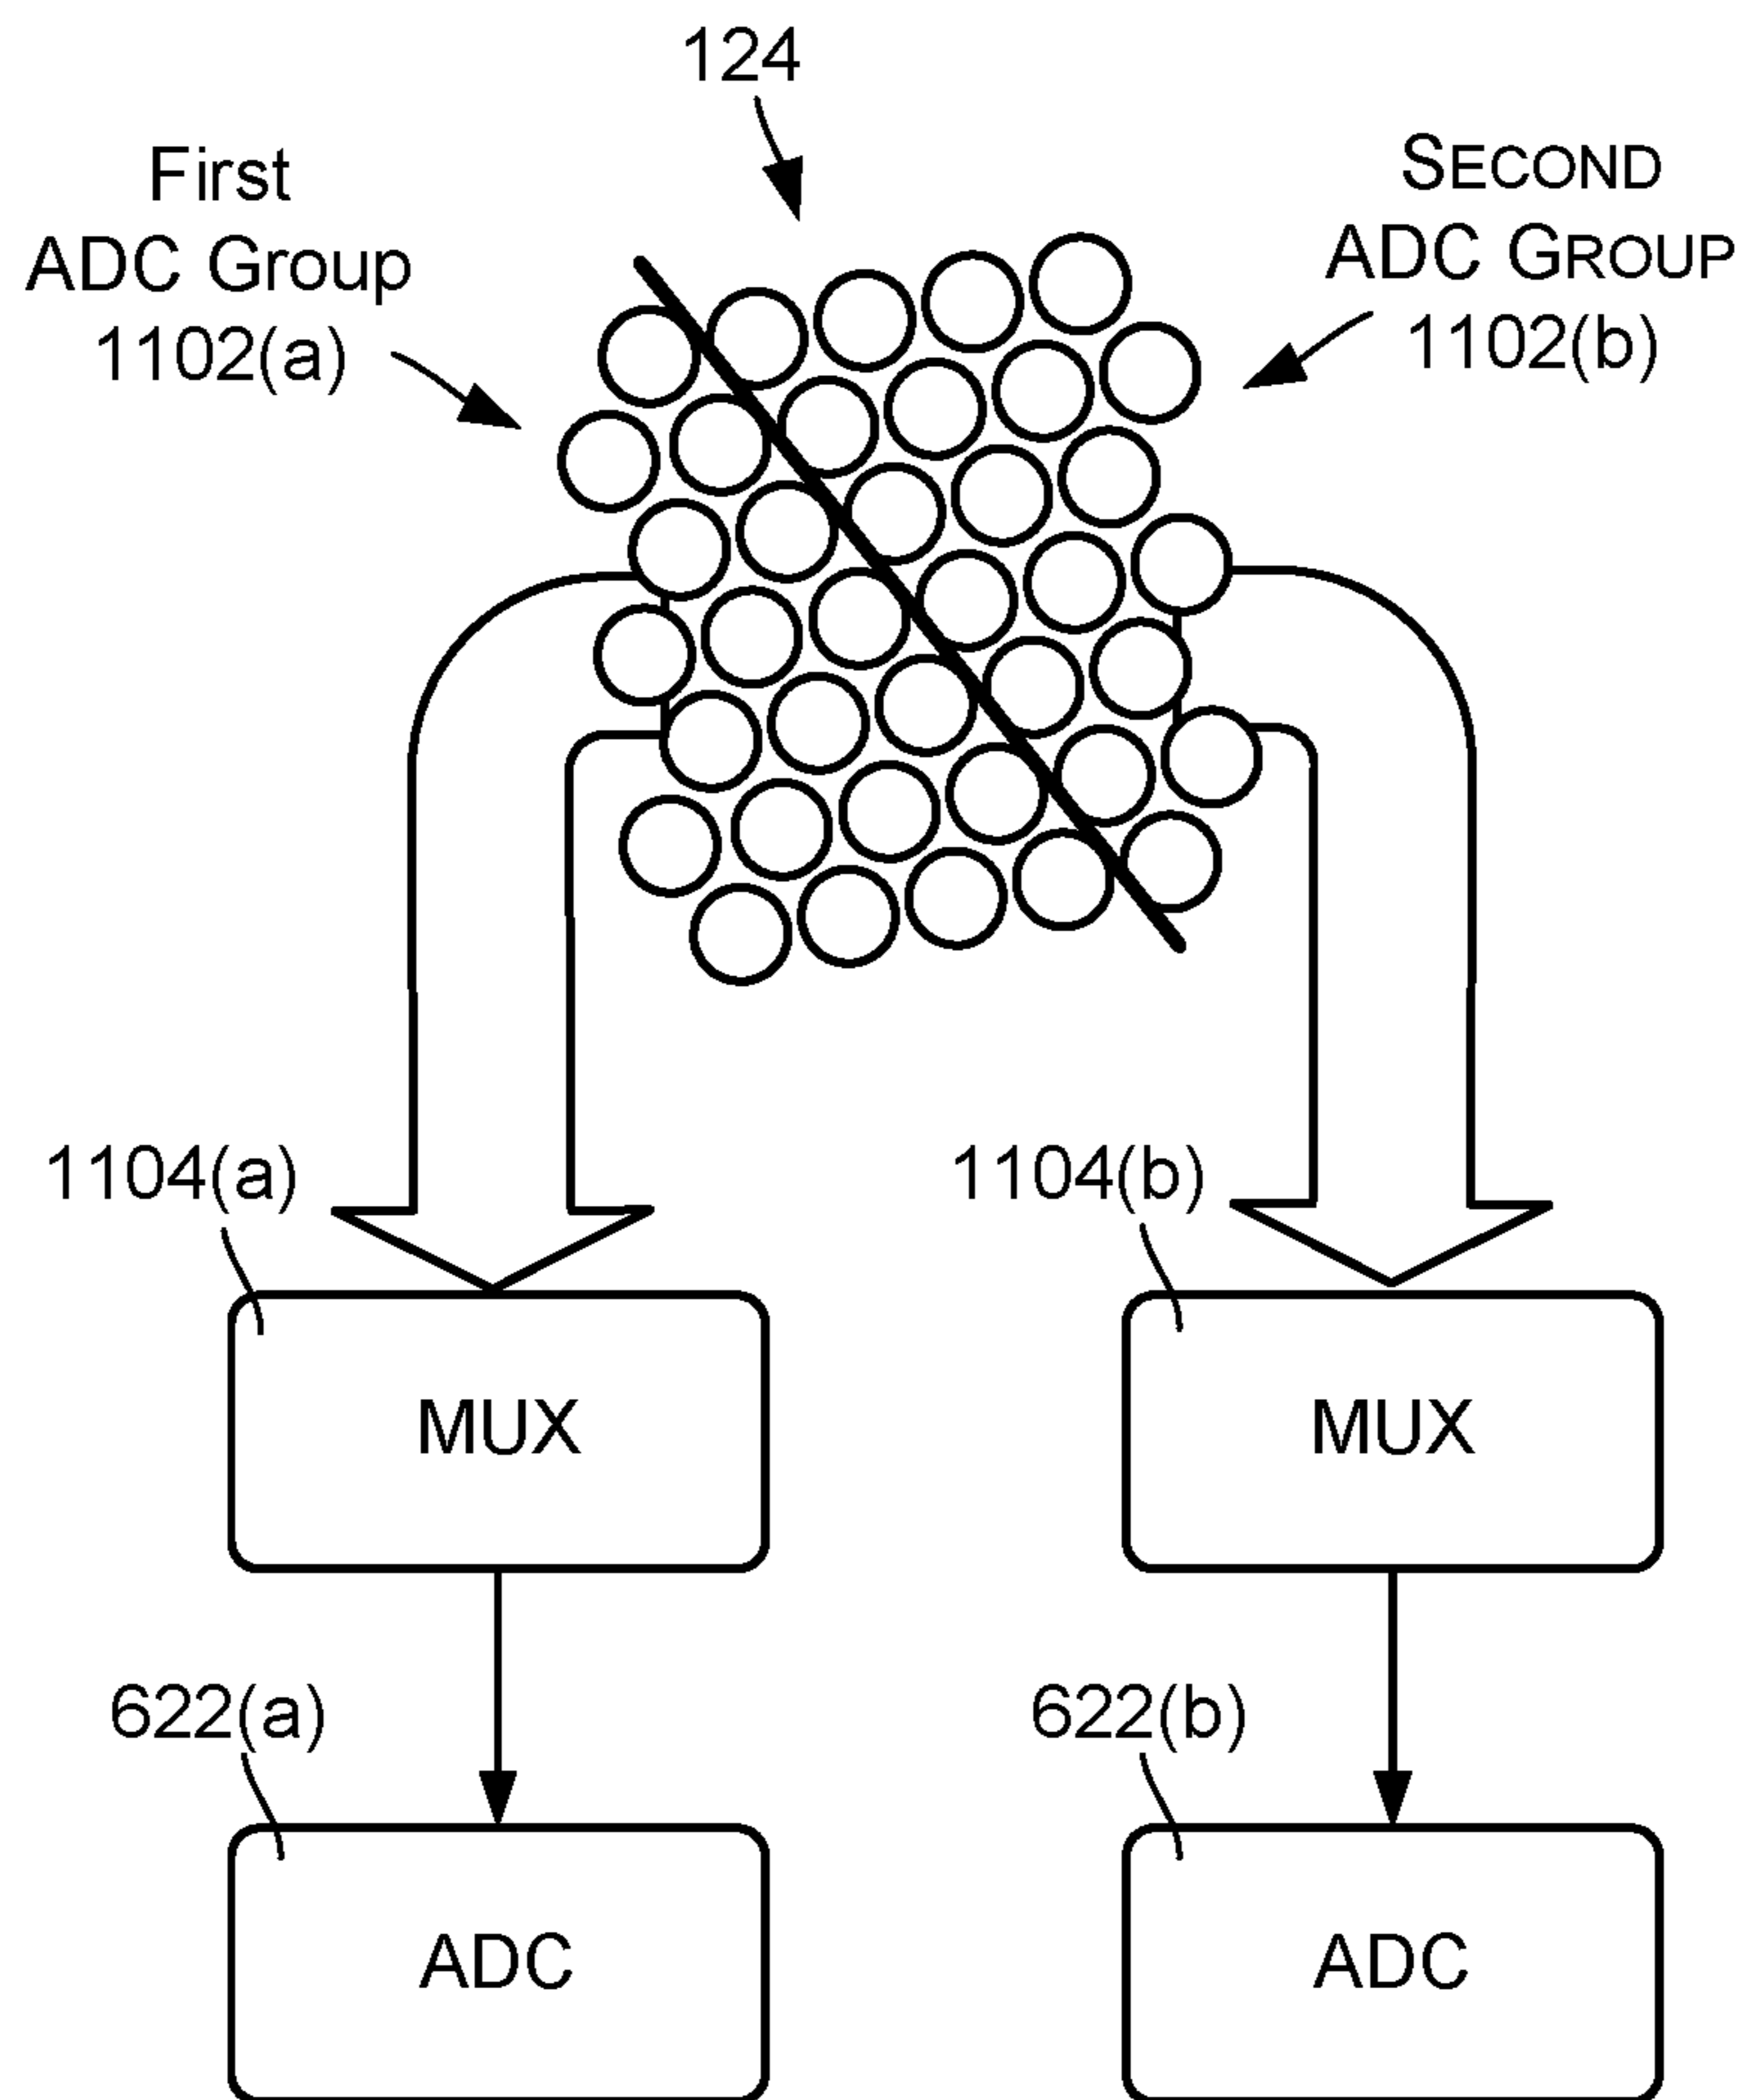 124
First
ADC Group
1102(a)
SECOND
ADC GROUP
1102(b)
1104(a)
1104(b)
MUX
MUX
622(a)
622(b)
ADC
ADC